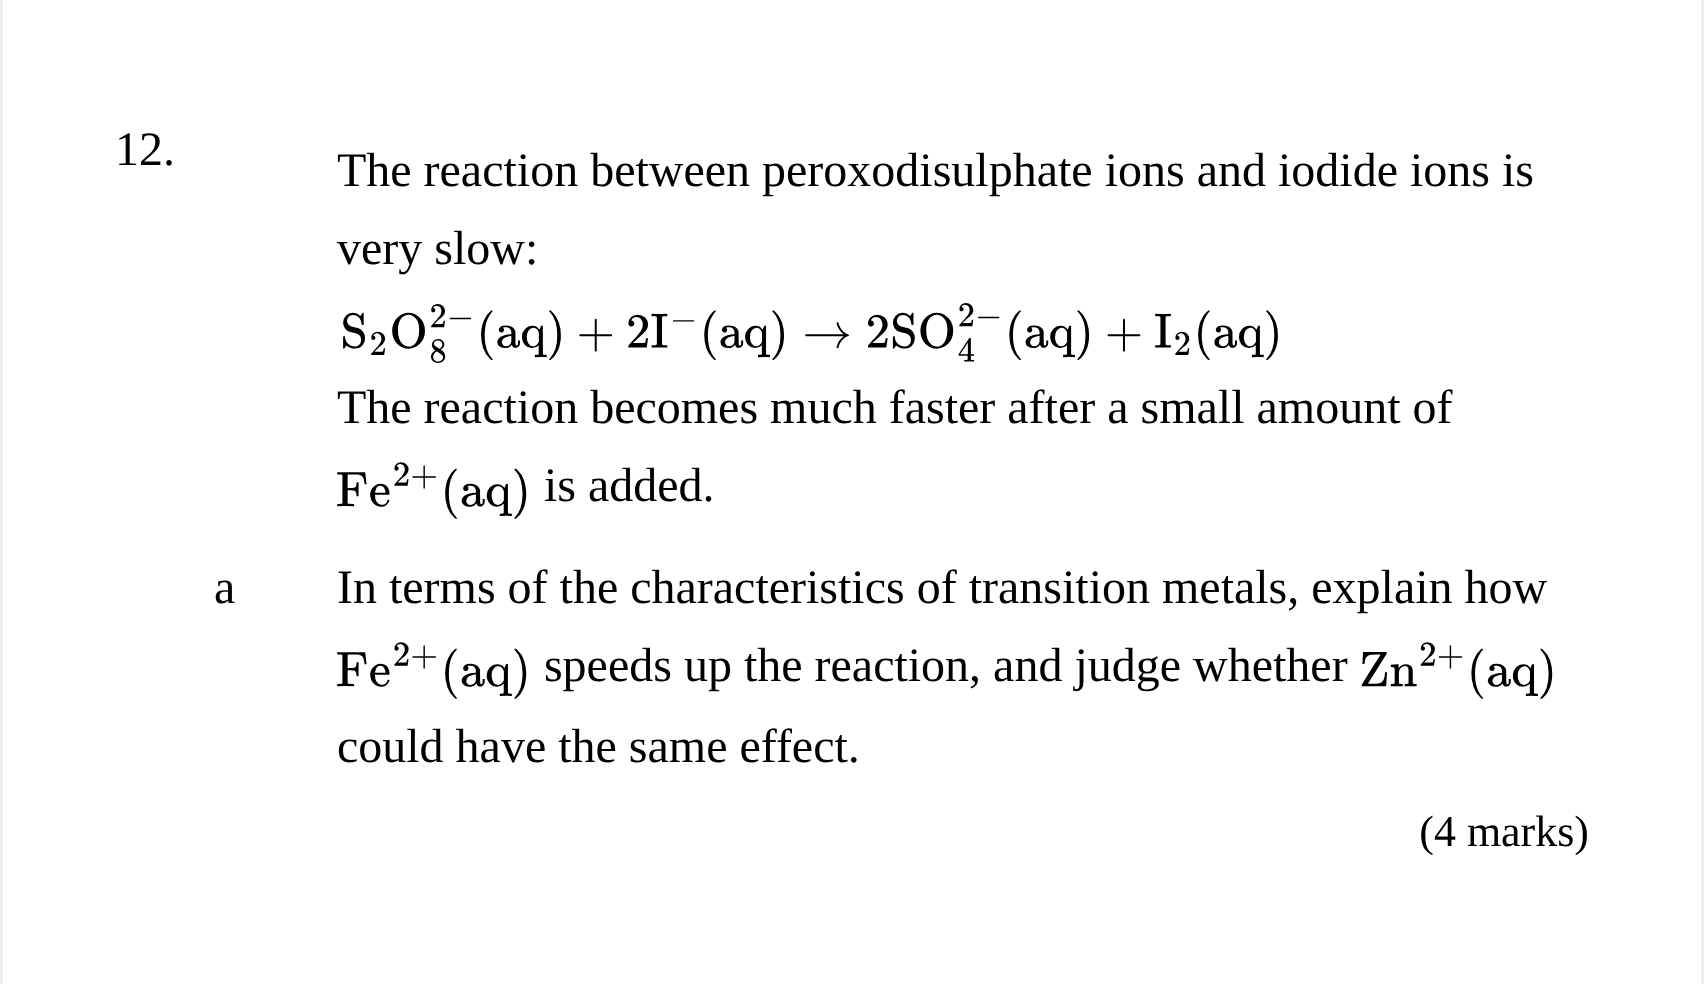 12.
The reaction between peroxodisulphate ions and iodide ions is
very slow:
S₂O₈²⁻(aq) + 2I⁻(aq) → 2SO₄²⁻(aq) + I₂(aq)
The reaction becomes much faster after a small amount of
Fe²⁺(aq) is added.
a In terms of the characteristics of transition metals, explain how
Fe²⁺(aq) speeds up the reaction, and judge whether Zn²⁺(aq)
could have the same effect.
(4 marks)